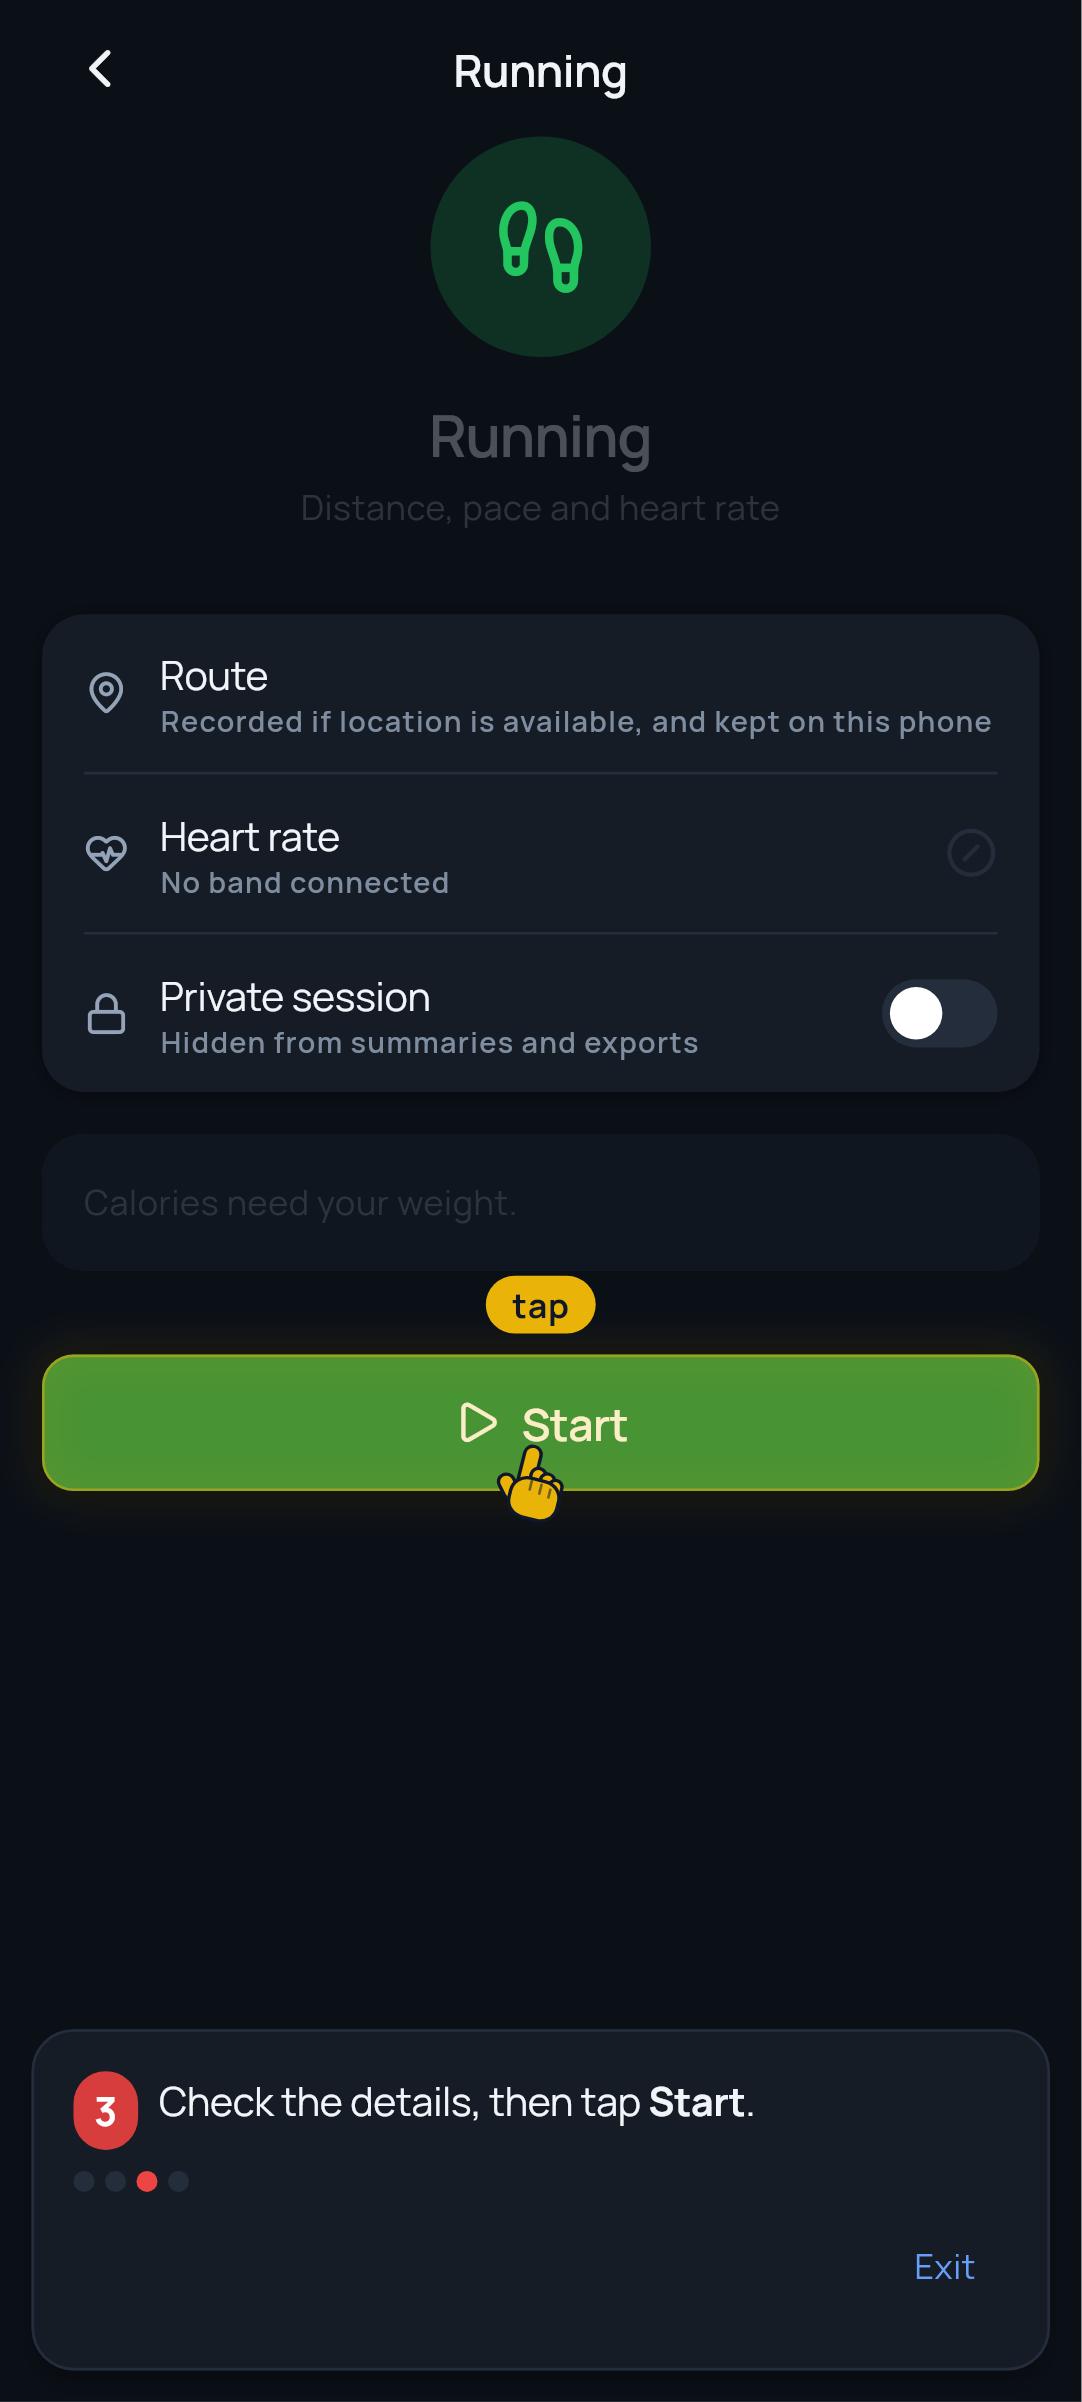 Running
Running
Distance, pace and heart rate
Route
Recorded if location is available, and kept on this phone
Heart rate
No band connected
Private session
Hidden from summaries and exports
Calories need your weight.
tap
Start
3
Check the details, then tap Start.
Exit